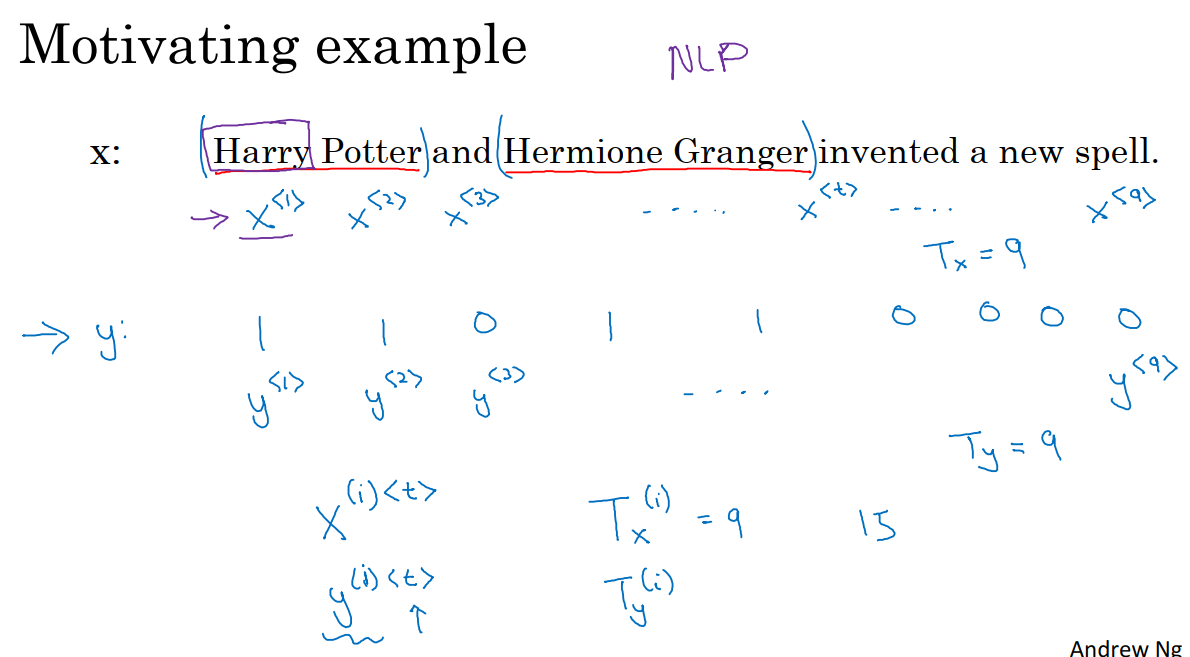 Motivating example NLP
x: (Harry Potter) and (Hermione Granger) invented a new spell.
→ x^<1> x^<2> x^<3> - . . . . x^<t> - . . . x^<9>
T_x = 9
→ y: 1 1 0 1 1 0 0 0 0
y^<1> y^<2> y^<3> - . . . y^<9>
T_y = 9
X^(i)<t> T_x^(i) = 9 15
y^(i)<t> T_y^(i)
↑
Andrew Ng